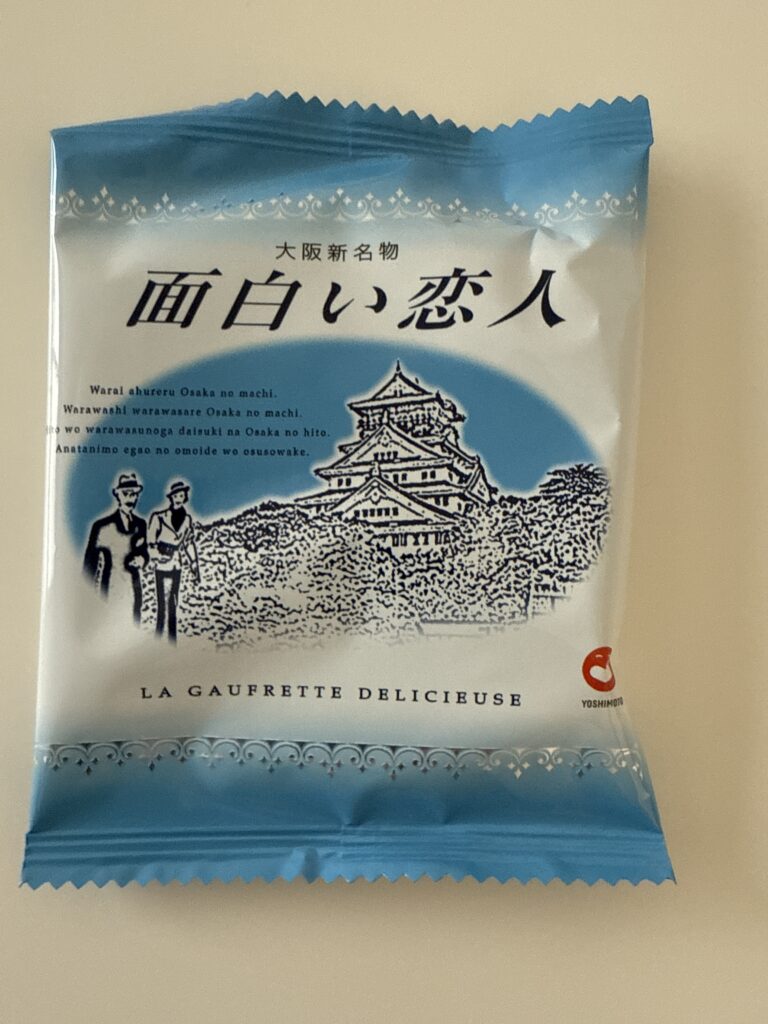 大阪新名物
面白い恋人
Warai ahureru Osaka no machi.
Warawashi warawasare Osaka no machi.
wo warawasunoga daisuki na Osaka no hito.
Anatanimo egao no omoide wo osusowake.
LA GAUFRETTE DELICIEUSE
YOSHIMOTO